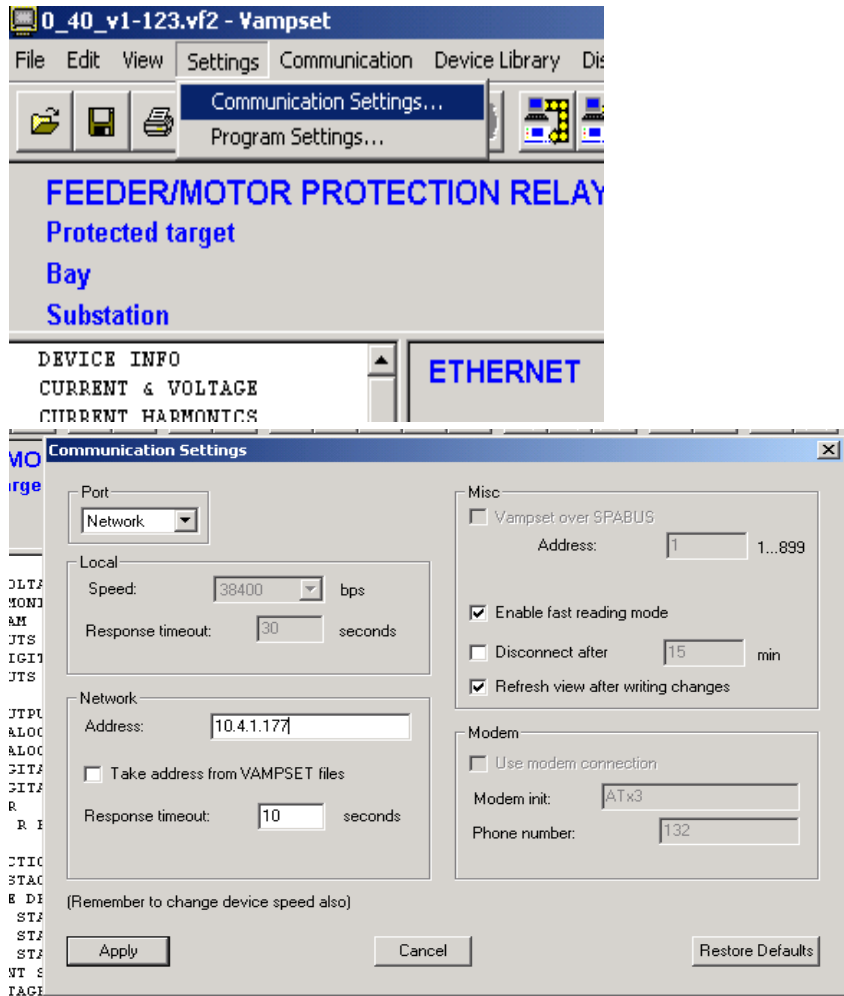 0_40_v1-123.vf2 - Vampset
File Edit View Settings Communication Device Library
Communication Settings...
Program Settings...
FEEDER/MOTOR PROTECTION RELAY
Protected target
Bay
Substation
DEVICE INFO
CURRENT & VOLTAGE
CURRENT HARMONICS
ETHERNET
Communication Settings
Port
Network
Local
Speed: 38400 bps
Response timeout: 30 seconds
Network
Address: 10.4.1.177
Take address from VAMPSET files
Response timeout: 10 seconds
Misc
Vampset over SPABUS
Address: 1 1...899
Enable fast reading mode
Disconnect after 15 min
Refresh view after writing changes
Modem
Use modem connection
Modem init: ATx3
Phone number: 132
(Remember to change device speed also)
Apply Cancel Restore Defaults